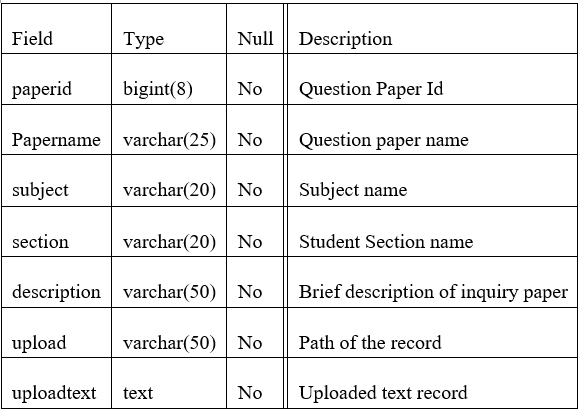 Field Type Null Description
paperid bigint(8) No Question Paper Id
Papername varchar(25) No Question paper name
subject varchar(20) No Subject name
section varchar(20) No Student Section name
description varchar(50) No Brief description of inquiry paper
upload varchar(50) No Path of the record
uploadtext text No Uploaded text record